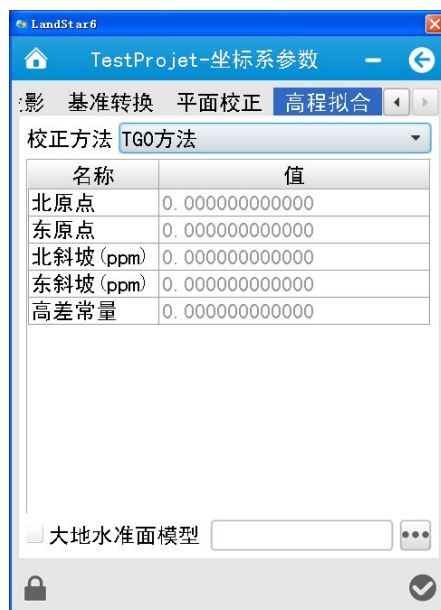 LandStar6
TestProjet-坐标系参数
影 基准转换 平面校正 高程拟合
校正方法 TGO方法
名称 值
北原点 0.000000000000
东原点 0.000000000000
北斜坡(ppm) 0.000000000000
东斜坡(ppm) 0.000000000000
高差常量 0.000000000000
大地水准面模型